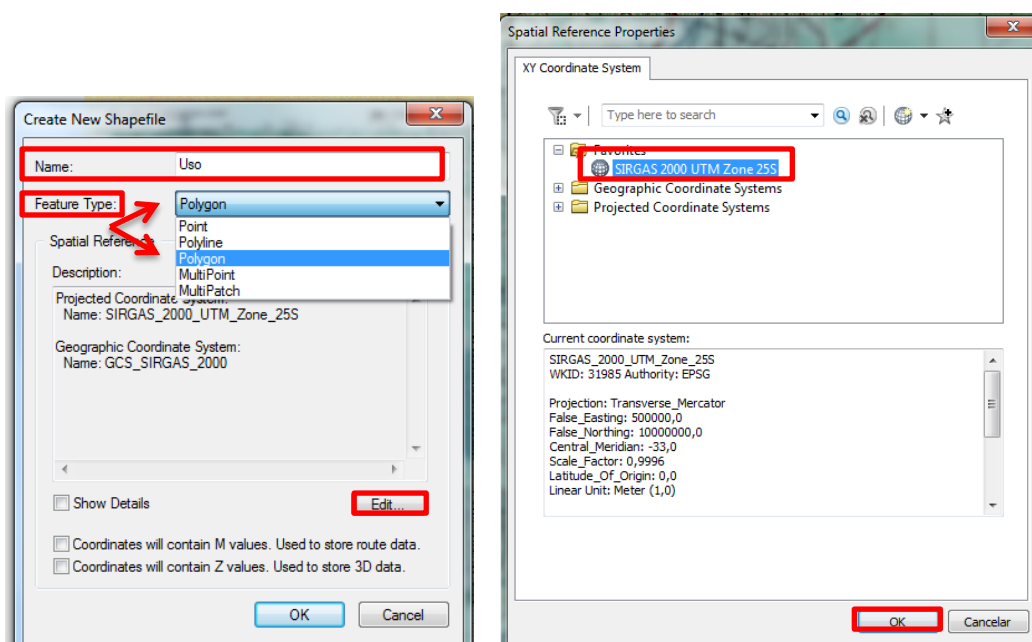 Create New Shapefile
Name: Uso
Feature Type: Polygon
Point
Polyline
Polygon
MultiPoint
MultiPatch
Spatial Reference
Description:
Projected Coordinate System:
Name: SIRGAS_2000_UTM_Zone_25S
Geographic Coordinate System:
Name: GCS_SIRGAS_2000
Show Details
Edit...
Coordinates will contain M values. Used to store route data.
Coordinates will contain Z values. Used to store 3D data.
OK Cancel
Spatial Reference Properties
XY Coordinate System
Type here to search
Favorites
SIRGAS 2000 UTM Zone 25S
Geographic Coordinate Systems
Projected Coordinate Systems
Current coordinate system:
SIRGAS_2000_UTM_Zone_25S
WKID: 31985 Authority: EPSG
Projection: Transverse_Mercator
False_Easting: 500000,0
False_Northing: 10000000,0
Central_Meridian: -33,0
Scale_Factor: 0,9996
Latitude_Of_Origin: 0,0
Linear Unit: Meter (1,0)
OK Cancelar